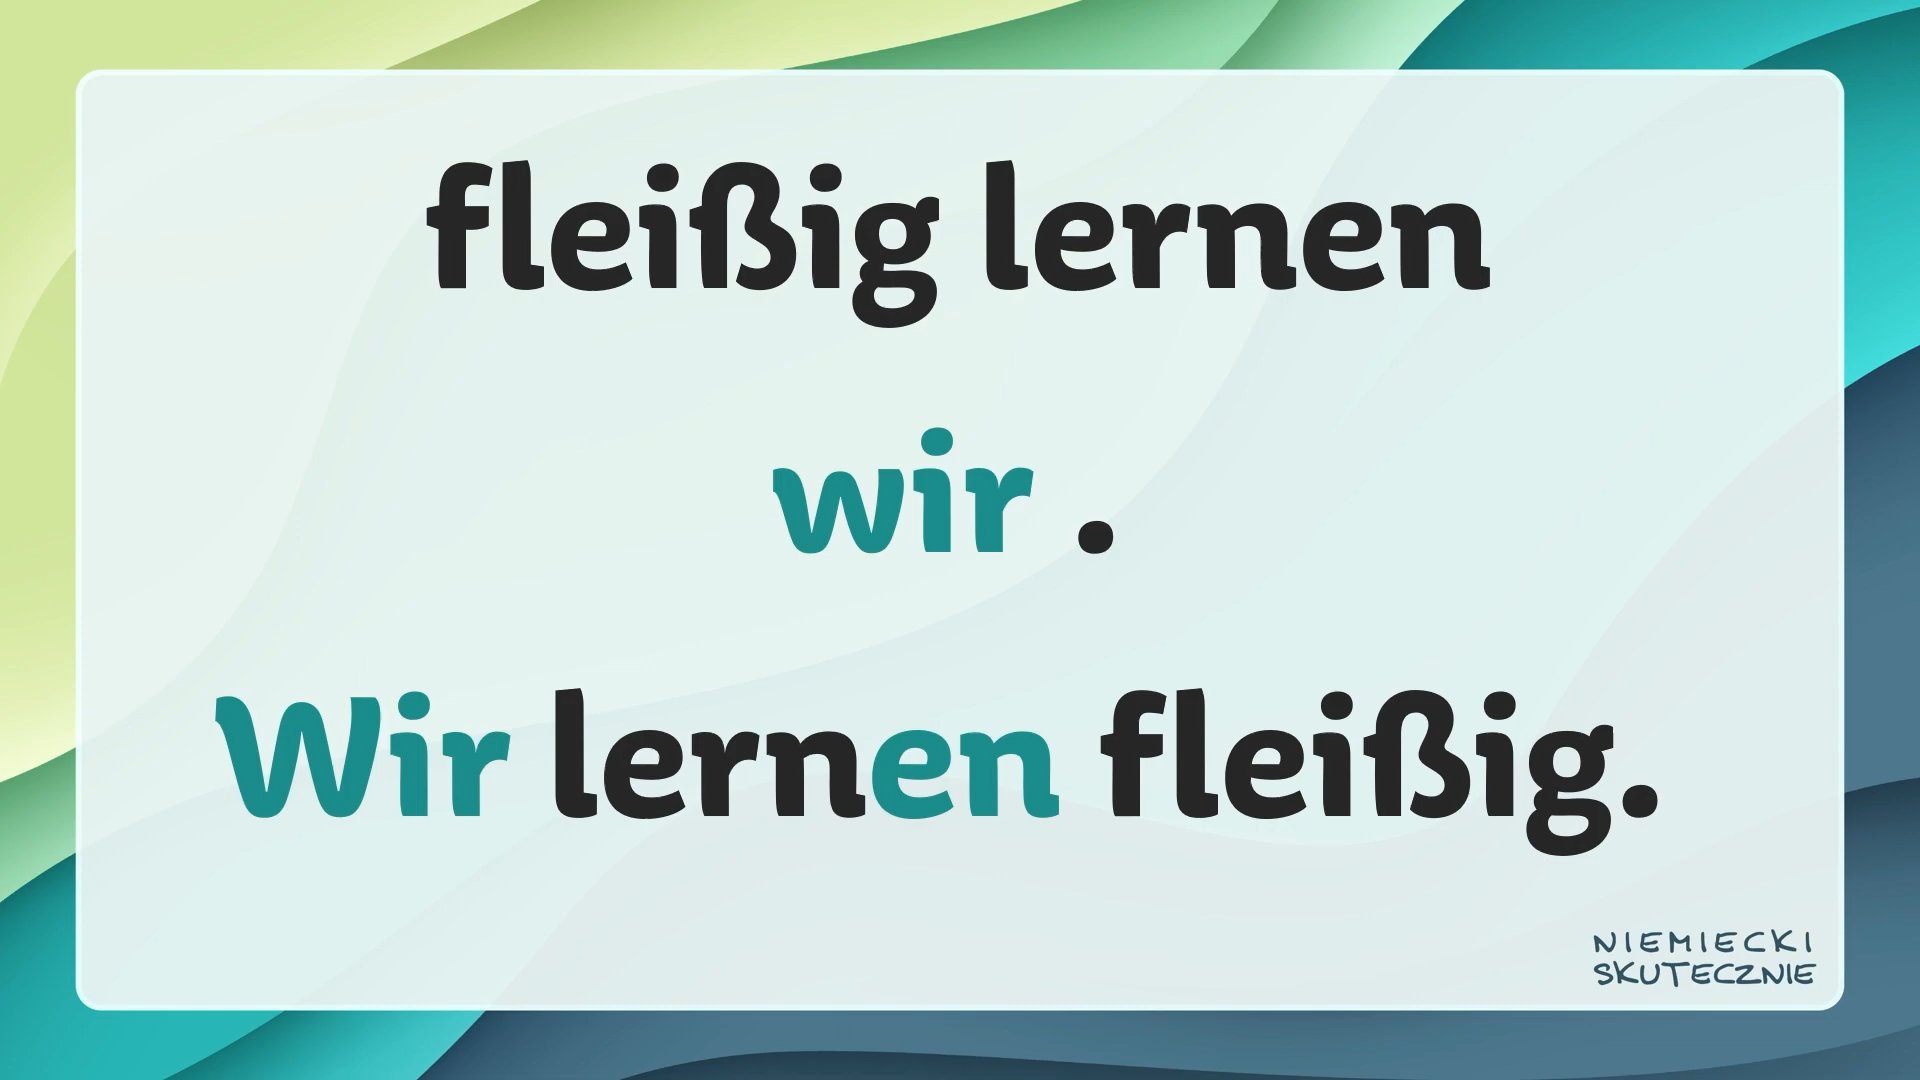 fleißig lernen
wir .
Wir lernen fleißig.
NIEMIECKI
SKUTECZNIE